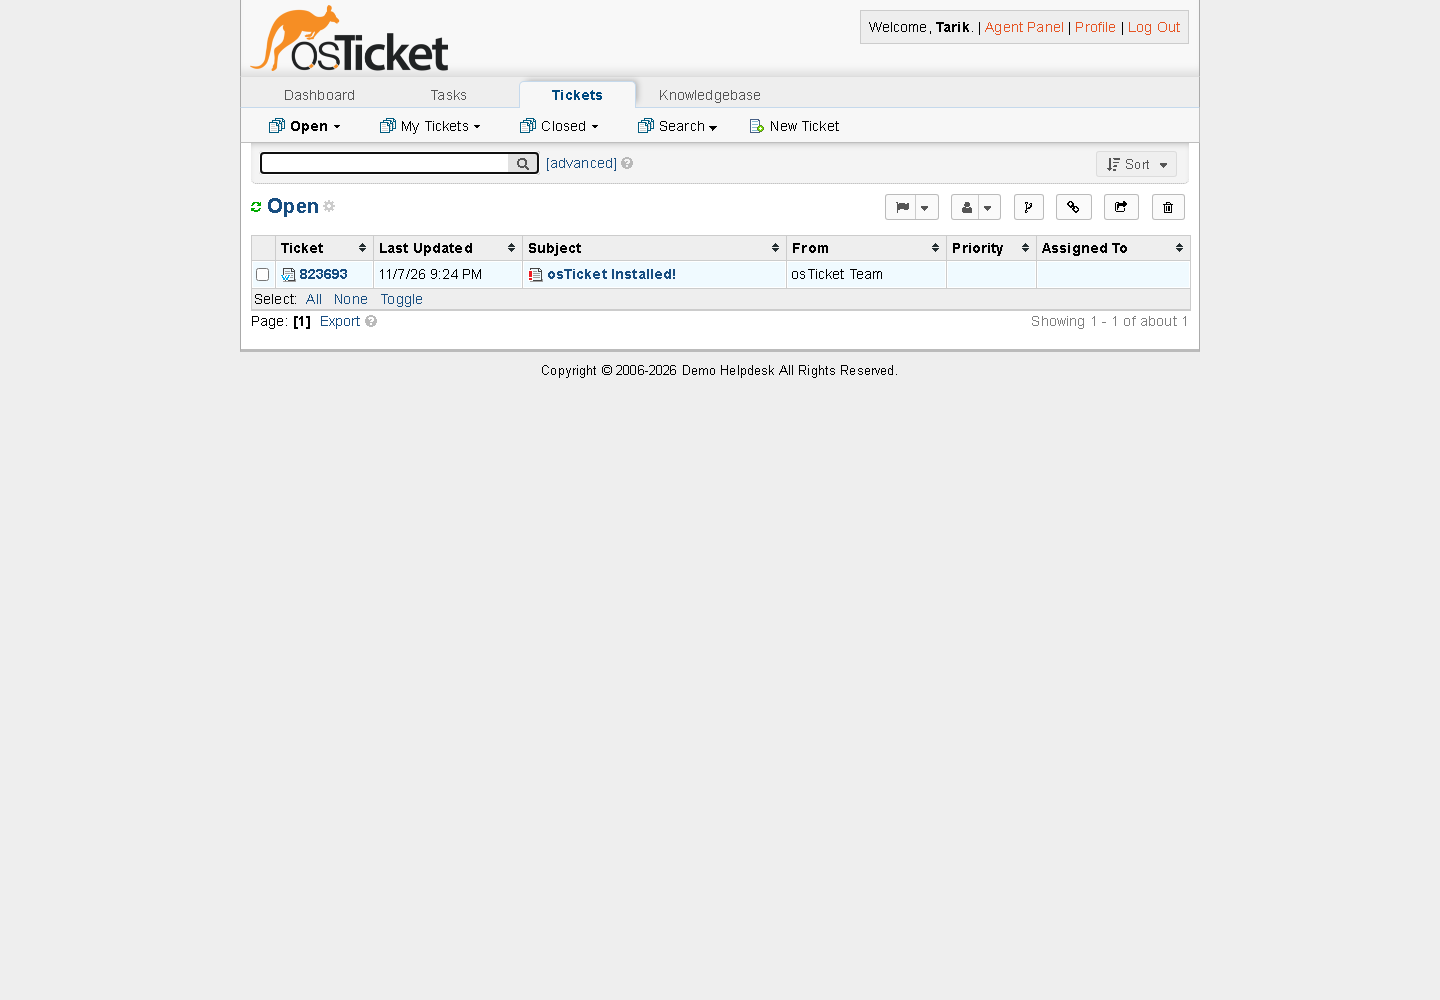 osTicket
Welcome, Tarik. | Agent Panel | Profile | Log Out
Dashboard Tasks Tickets Knowledgebase
Open My Tickets Closed Search New Ticket
[advanced] Sort
Open
Ticket Last Updated Subject From Priority Assigned To
823693 11/7/26 9:24 PM osTicket Installed! osTicket Team
Select: All None Toggle
Page: [1] Export Showing 1 - 1 of about 1
Copyright © 2006-2026 Demo Helpdesk All Rights Reserved.